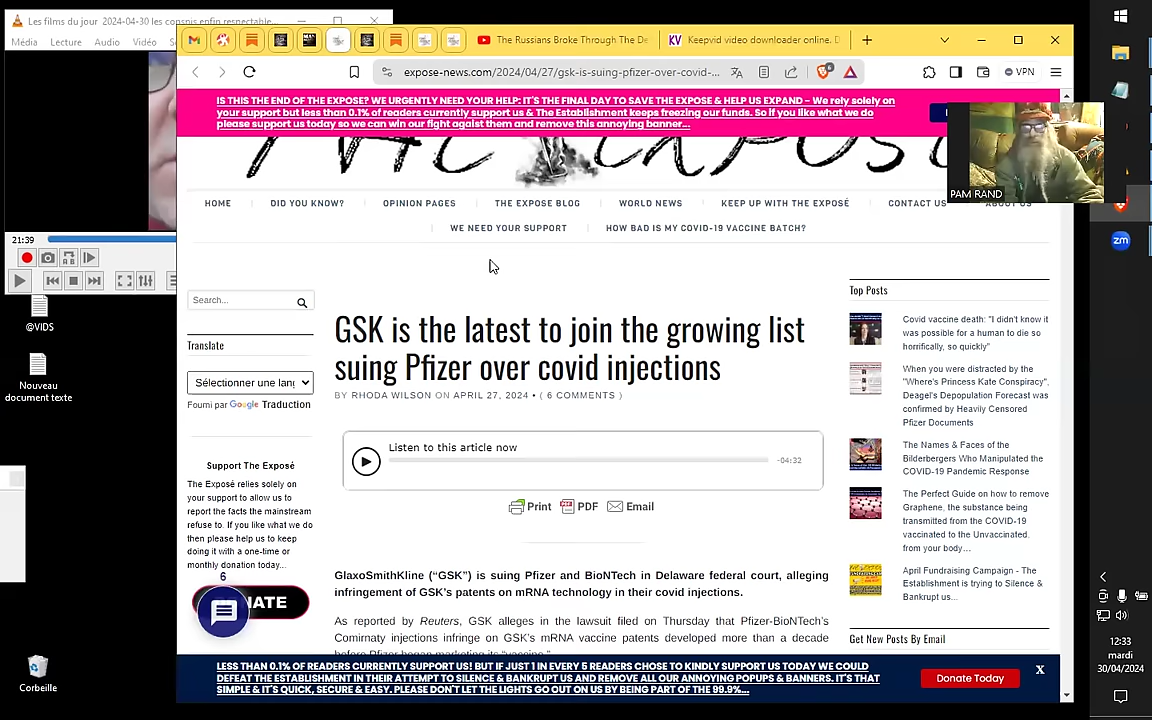 Les films du jour 2024-04-30 les conspis enfin respectable...
Média Lecture Audio Vidéo
The Russians Broke Through The De
Keepvid video downloader online. D
expose-news.com/2024/04/27/gsk-is-suing-pfizer-over-covid-...
VPN
IS THIS THE END OF THE EXPOSE? WE URGENTLY NEED YOUR HELP: IT'S THE FINAL DAY TO SAVE THE EXPOSE & HELP US EXPAND - We rely solely on
your support but less than 0.1% of readers currently support us & The Establishment keeps freezing our funds. So if you like what we do
please support us today so we can win our fight against them and remove this annoying banner...
PAM RAND
HOME DID YOU KNOW? OPINION PAGES THE EXPOSE BLOG WORLD NEWS KEEP UP WITH THE EXPOSÉ CONTACT US ABOUT US
WE NEED YOUR SUPPORT HOW BAD IS MY COVID-19 VACCINE BATCH?
21:39
@VIDS
Nouveau
document texte
Corbeille
Search...
Translate
Sélectionner une lang
Fourni par Google Traduction
Support The Exposé
The Exposé relies solely on
your support to allow us to
report the facts the mainstream
refuse to. If you like what we do
then please help us to keep
doing it with a one-time or
monthly donation today...
6
GSK is the latest to join the growing list
suing Pfizer over covid injections
BY RHODA WILSON ON APRIL 27, 2024 • ( 6 COMMENTS )
Listen to this article now
-04:32
Print PDF Email
GlaxoSmithKline ("GSK") is suing Pfizer and BioNTech in Delaware federal court, alleging
infringement of GSK's patents on mRNA technology in their covid injections.
As reported by Reuters, GSK alleges in the lawsuit filed on Thursday that Pfizer-BioNTech's
Comirnaty injections infringe on GSK's mRNA vaccine patents developed more than a decade
before Pfizer began marketing its "vaccine."
Top Posts
Covid vaccine death: "I didn't know it
was possible for a human to die so
horrifically, so quickly"
When you were distracted by the
"Where's Princess Kate Conspiracy",
Deagel's Depopulation Forecast was
confirmed by Heavily Censored
Pfizer Documents
The Names & Faces of the
Bilderbergers Who Manipulated the
COVID-19 Pandemic Response
The Perfect Guide on how to remove
Graphene, the substance being
transmitted from the COVID-19
vaccinated to the Unvaccinated.
from your body...
April Fundraising Campaign - The
Establishment is trying to Silence &
Bankrupt us...
Get New Posts By Email
LESS THAN 0.1% OF READERS CURRENTLY SUPPORT US! BUT IF JUST 1 IN EVERY 5 READERS CHOSE TO KINDLY SUPPORT US TODAY WE COULD
DEFEAT THE ESTABLISHMENT IN THEIR ATTEMPT TO SILENCE & BANKRUPT US AND REMOVE ALL OUR ANNOYING POPUPS & BANNERS. IT'S THAT
SIMPLE & IT'S QUICK, SECURE & EASY. PLEASE DON'T LET THE LIGHTS GO OUT ON US BY BEING PART OF THE 99.9%...
Donate Today
X
zm
12:33
mardi
30/04/2024